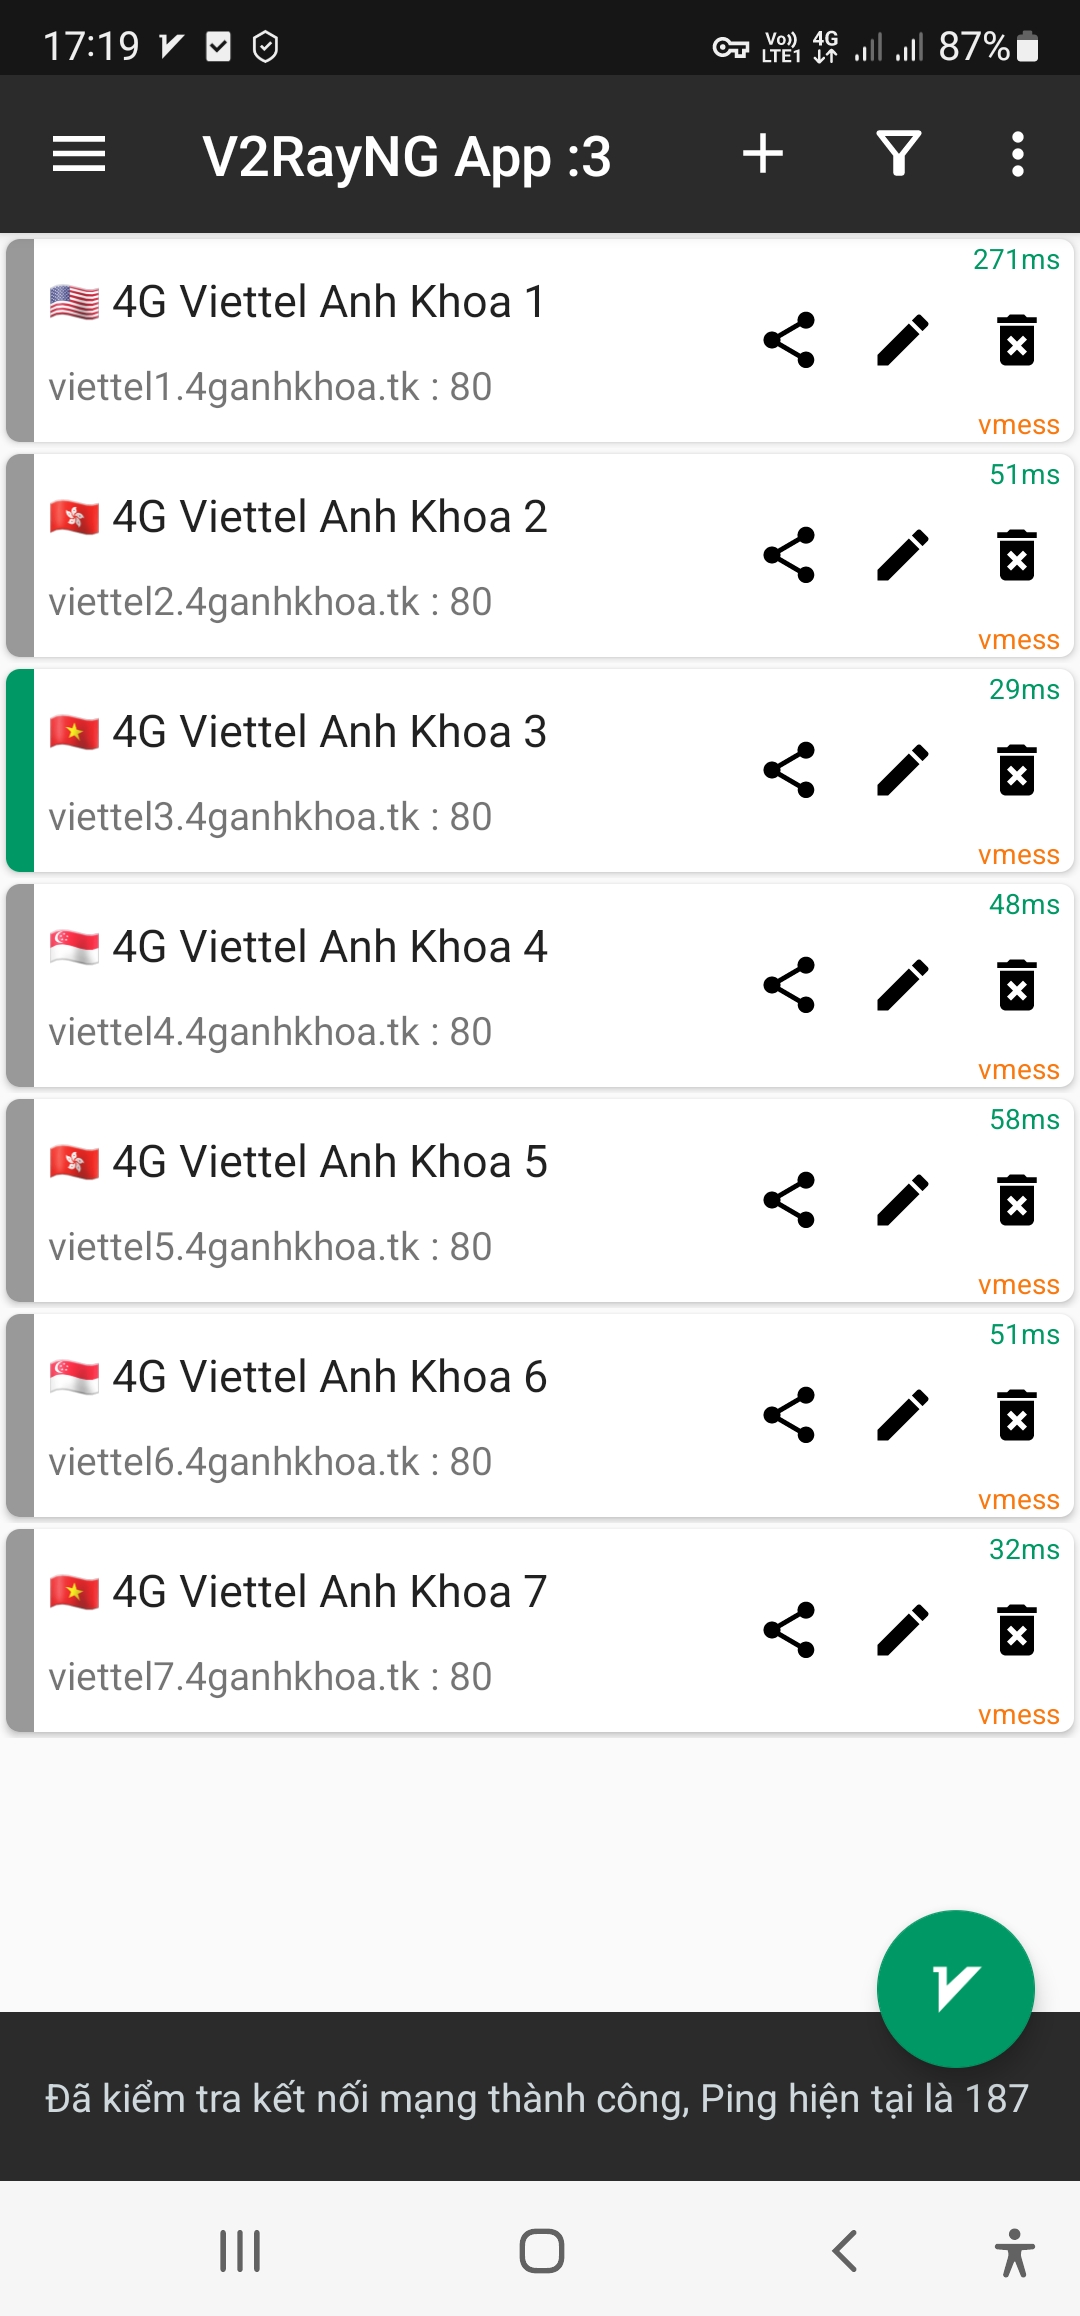 17:19 Vo)) LTE1 4G 87%
V2RayNG App :3
271ms
4G Viettel Anh Khoa 1
viettel1.4ganhkhoa.tk : 80
vmess
51ms
4G Viettel Anh Khoa 2
viettel2.4ganhkhoa.tk : 80
vmess
29ms
4G Viettel Anh Khoa 3
viettel3.4ganhkhoa.tk : 80
vmess
48ms
4G Viettel Anh Khoa 4
viettel4.4ganhkhoa.tk : 80
vmess
58ms
4G Viettel Anh Khoa 5
viettel5.4ganhkhoa.tk : 80
vmess
51ms
4G Viettel Anh Khoa 6
viettel6.4ganhkhoa.tk : 80
vmess
32ms
4G Viettel Anh Khoa 7
viettel7.4ganhkhoa.tk : 80
vmess
Đã kiểm tra kết nối mạng thành công, Ping hiện tại là 187